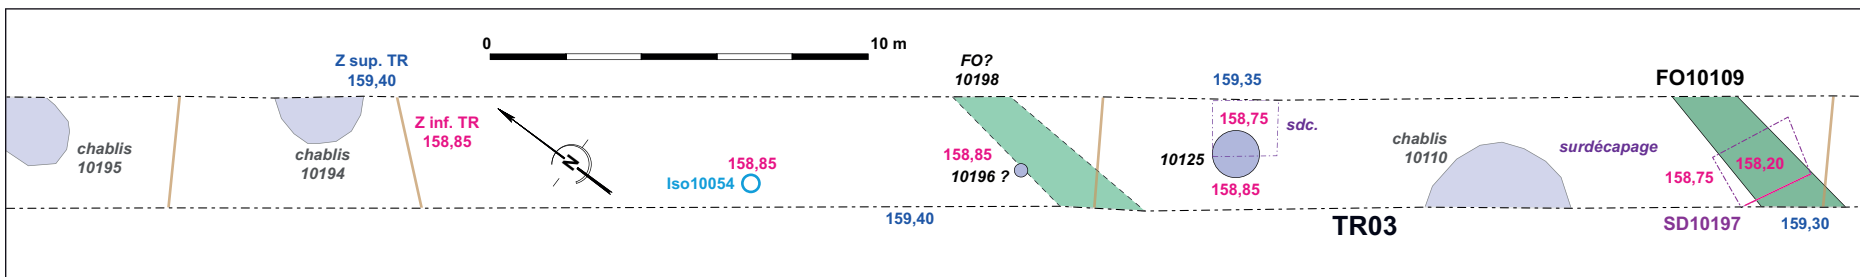 0
10 m
Z sup. TR
159,40
FO?
10198
159,35
FO10109
Z inf. TR
158,85
158,75
sdc.
chablis
10195
chablis
10194
N
158,85
Iso10054
158,85
10196 ?
10125
158,85
chablis
10110
surdécapage
158,75
158,20
159,40
TR03
SD10197
159,30